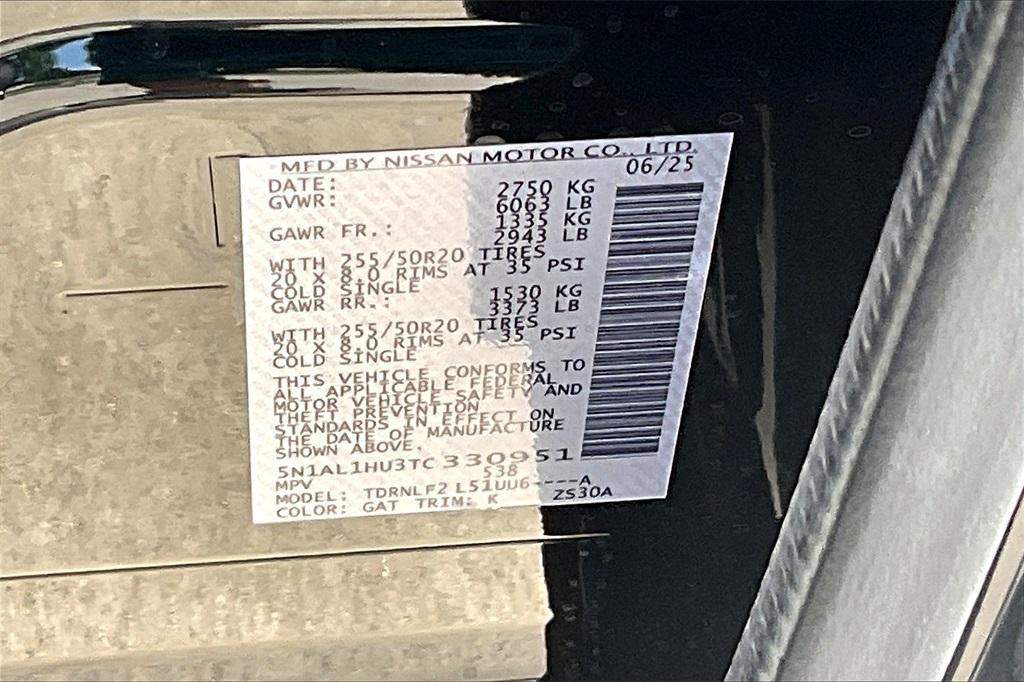 MFD BY NISSAN MOTOR CO., LTD.
DATE: 06/25
GVWR: 2750 KG
6063 LB
GAWR FR.: 1335 KG
2943 LB
WITH 255/50R20 TIRES
20 X 8.0 RIMS AT 35 PSI
COLD SINGLE
GAWR RR.: 1530 KG
3373 LB
WITH 255/50R20 TIRES
20 X 8.0 RIMS AT 35 PSI
COLD SINGLE
THIS VEHICLE CONFORMS TO
ALL APPLICABLE FEDERAL
MOTOR VEHICLE SAFETY AND
THEFT PREVENTION
STANDARDS IN EFFECT ON
THE DATE OF MANUFACTURE
SHOWN ABOVE.
5N1AL1HU3TC330951
MPV 538
MODEL: TDRNLF2 L51UU6----A
COLOR: GAT TRIM: K ZS30A